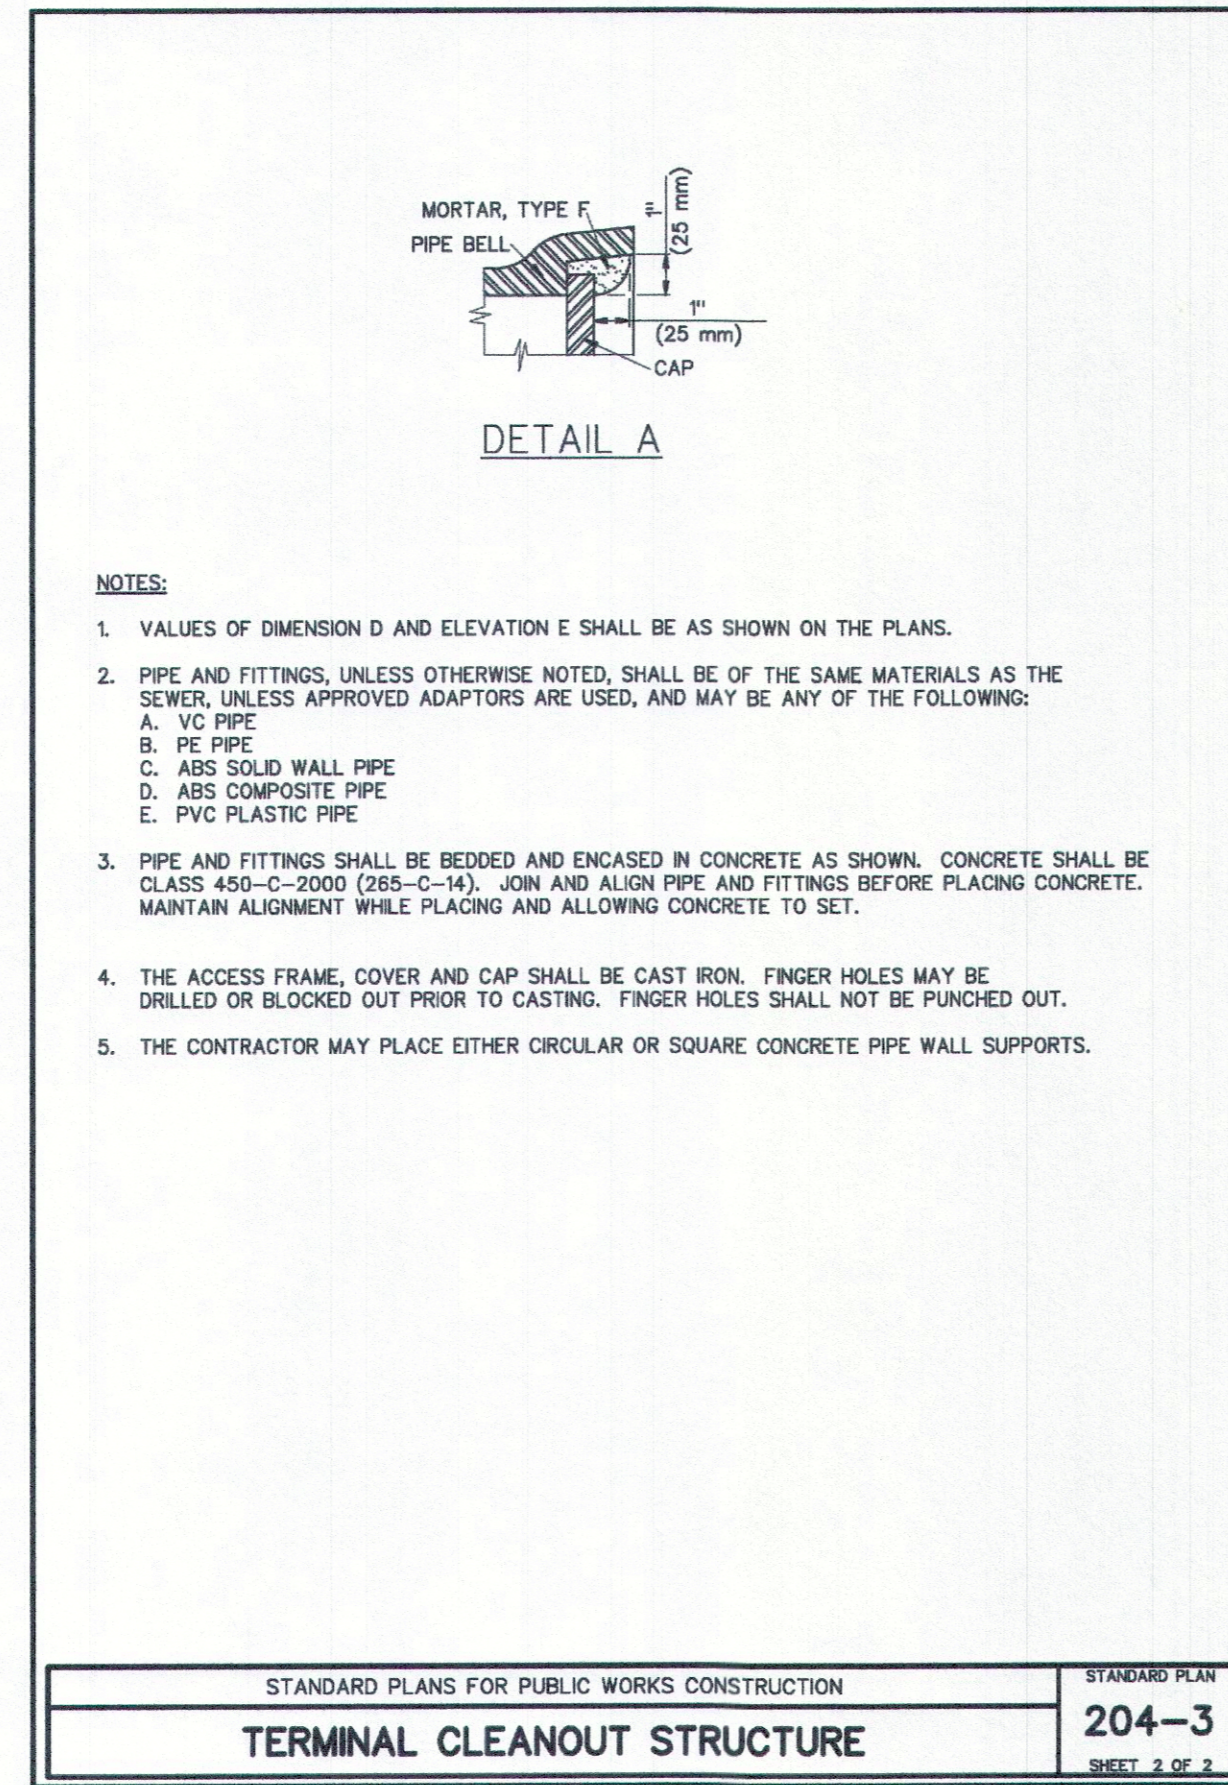 MORTAR, TYPE F
PIPE BELL
1"
(25 mm)
1"
(25 mm)
CAP
DETAIL A
NOTES:
1. VALUES OF DIMENSION D AND ELEVATION E SHALL BE AS SHOWN ON THE PLANS.
2. PIPE AND FITTINGS, UNLESS OTHERWISE NOTED, SHALL BE OF THE SAME MATERIALS AS THE
SEWER, UNLESS APPROVED ADAPTORS ARE USED, AND MAY BE ANY OF THE FOLLOWING:
A. VC PIPE
B. PE PIPE
C. ABS SOLID WALL PIPE
D. ABS COMPOSITE PIPE
E. PVC PLASTIC PIPE
3. PIPE AND FITTINGS SHALL BE BEDDED AND ENCASED IN CONCRETE AS SHOWN. CONCRETE SHALL BE
CLASS 450-C-2000 (265-C-14). JOIN AND ALIGN PIPE AND FITTINGS BEFORE PLACING CONCRETE.
MAINTAIN ALIGNMENT WHILE PLACING AND ALLOWING CONCRETE TO SET.
4. THE ACCESS FRAME, COVER AND CAP SHALL BE CAST IRON. FINGER HOLES MAY BE
DRILLED OR BLOCKED OUT PRIOR TO CASTING. FINGER HOLES SHALL NOT BE PUNCHED OUT.
5. THE CONTRACTOR MAY PLACE EITHER CIRCULAR OR SQUARE CONCRETE PIPE WALL SUPPORTS.
STANDARD PLANS FOR PUBLIC WORKS CONSTRUCTION
TERMINAL CLEANOUT STRUCTURE
STANDARD PLAN
204-3
SHEET 2 OF 2